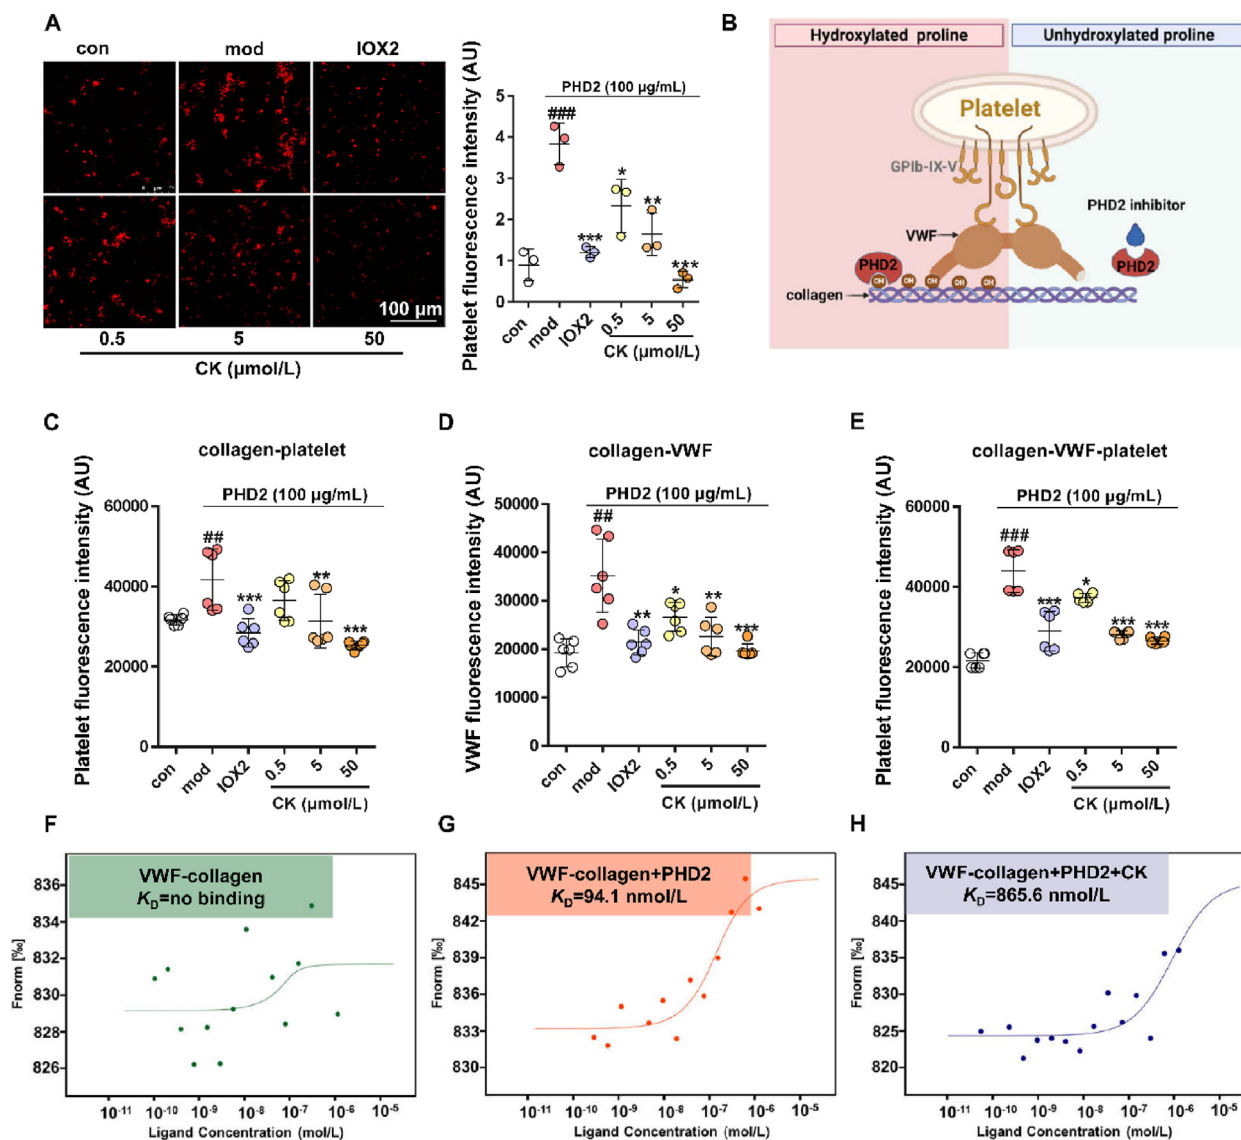 A
con
mod
IOX2
100 µm
0.5
5
50
CK (µmol/L)
Platelet fluorescence intensity (AU)
PHD2 (100 µg/mL)
###
***
*
**
***
5
4
3
2
1
0
con
mod
IOX2
0.5
5
50
CK (µmol/L)
B
Hydroxylated proline
Unhydroxylated proline
Platelet
GPIb-IX-V
PHD2 inhibitor
VWF
PHD2
PHD2
OH
OH
OH
OH
OH
collagen
C
collagen-platelet
Platelet fluorescence intensity (AU)
PHD2 (100 µg/mL)
##
***
**
***
60000
40000
20000
0
con
mod
IOX2
0.5
5
50
CK (µmol/L)
D
collagen-VWF
VWF fluorescence intensity (AU)
PHD2 (100 µg/mL)
##
**
*
**
***
50000
40000
30000
20000
10000
0
con
mod
IOX2
0.5
5
50
CK (µmol/L)
E
collagen-VWF-platelet
Platelet fluorescence intensity (AU)
PHD2 (100 µg/mL)
###
***
*
***
***
60000
40000
20000
0
con
mod
IOX2
0.5
5
50
CK (µmol/L)
F
VWF-collagen
KD=no binding
Fnorm [‰]
836
834
832
830
828
826
10-11
10-10
10-9
10-8
10-7
10-6
10-5
Ligand Concentration (mol/L)
G
VWF-collagen+PHD2
KD=94.1 nmol/L
Fnorm [‰]
845
842
839
836
833
830
10-11
10-10
10-9
10-8
10-7
10-6
10-5
Ligand Concentration (mol/L)
H
VWF-collagen+PHD2+CK
KD=865.6 nmol/L
Fnorm [‰]
845
840
835
830
825
820
10-11
10-10
10-9
10-8
10-7
10-6
10-5
Ligand Concentration (mol/L)